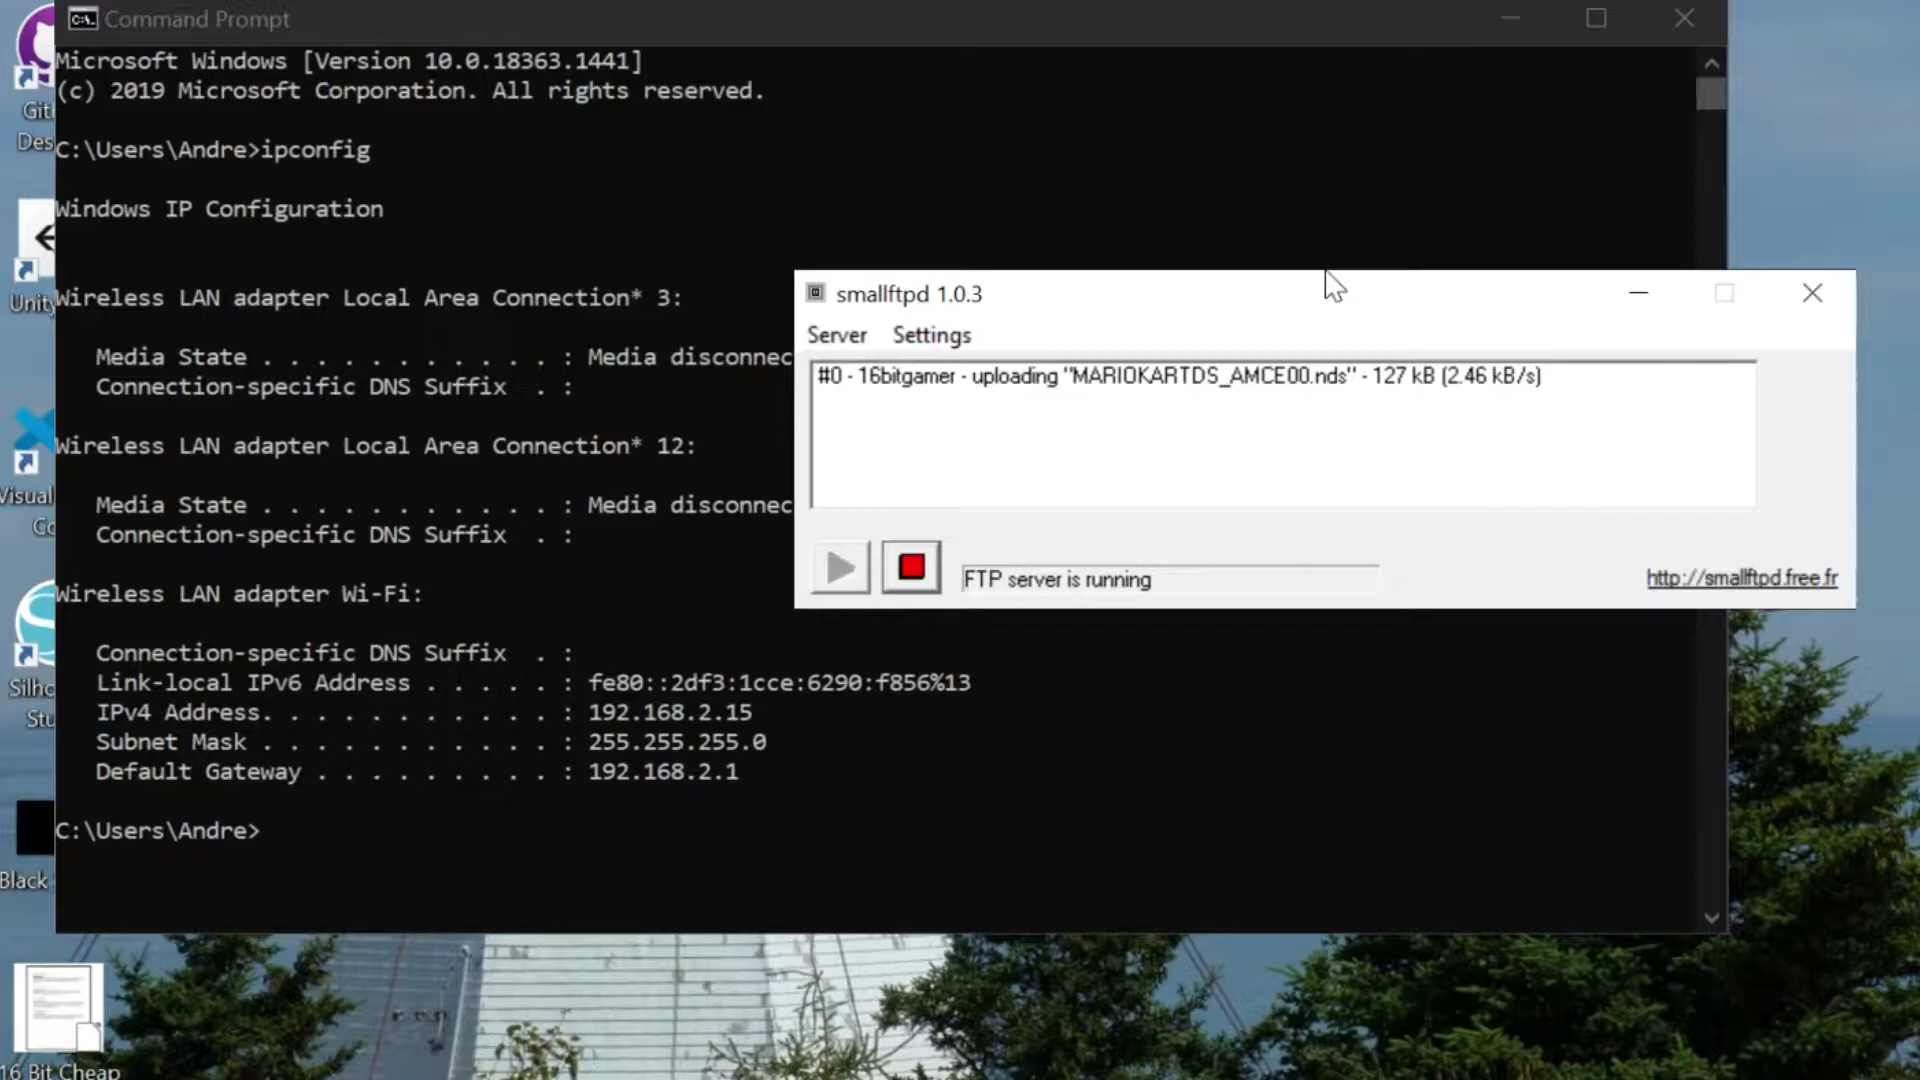 Command Prompt
Microsoft Windows [Version 10.0.18363.1441]
(c) 2019 Microsoft Corporation. All rights reserved.
C:\Users\Andre>ipconfig
Windows IP Configuration
Wireless LAN adapter Local Area Connection* 3:
Media State . . . . . . . . . . . : Media disconnec
Connection-specific DNS Suffix  . :
Wireless LAN adapter Local Area Connection* 12:
Media State . . . . . . . . . . . : Media disconnec
Connection-specific DNS Suffix  . :
Wireless LAN adapter Wi-Fi:
Connection-specific DNS Suffix  . :
Link-local IPv6 Address . . . . . : fe80::2df3:1cce:6290:f856%13
IPv4 Address. . . . . . . . . . . : 192.168.2.15
Subnet Mask . . . . . . . . . . . : 255.255.255.0
Default Gateway . . . . . . . . . : 192.168.2.1
C:\Users\Andre>
smallftpd 1.0.3
Server Settings
#0 - 16bitgamer - uploading "MARIOKARTDS_AMCE00.nds" - 127 kB (2.46 kB/s)
FTP server is running
http://smallftpd.free.fr
Git
Des
Unity
Visual
Co
Silho
Stu
Black
16 Bit Cheap